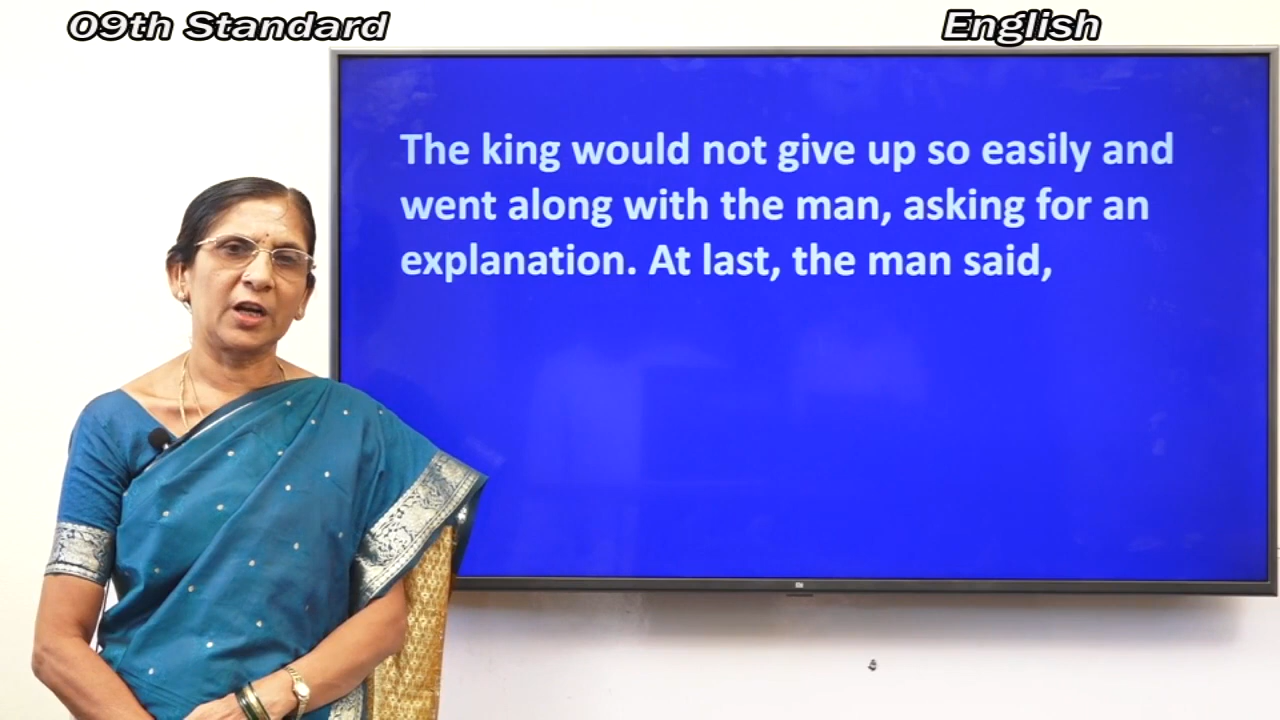 09th Standard
English
The king would not give up so easily and
went along with the man, asking for an
explanation. At last, the man said,